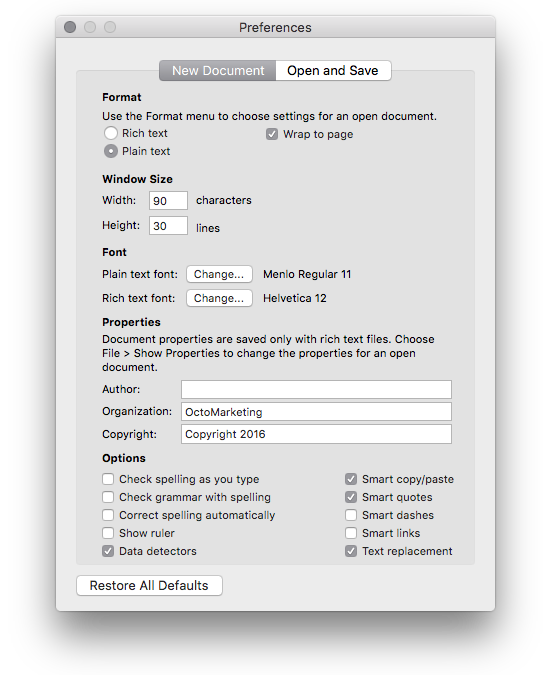 Preferences
New Document Open and Save
Format
Use the Format menu to choose settings for an open document.
Rich text Wrap to page
Plain text
Window Size
Width: 90 characters
Height: 30 lines
Font
Plain text font: Change... Menlo Regular 11
Rich text font: Change... Helvetica 12
Properties
Document properties are saved only with rich text files. Choose
File > Show Properties to change the properties for an open
document.
Author:
Organization: OctoMarketing
Copyright: Copyright 2016
Options
Check spelling as you type Smart copy/paste
Check grammar with spelling Smart quotes
Correct spelling automatically Smart dashes
Show ruler Smart links
Data detectors Text replacement
Restore All Defaults